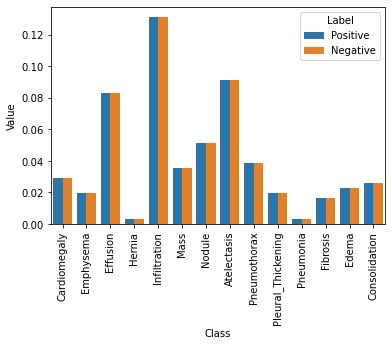 Label
Positive
Negative
Value
0.12
0.10
0.08
0.06
0.04
0.02
0.00
Cardiomegaly
Emphysema
Effusion
Hernia
Infiltration
Mass
Nodule
Atelectasis
Pneumothorax
Pleural_Thickening
Pneumonia
Fibrosis
Edema
Consolidation
Class